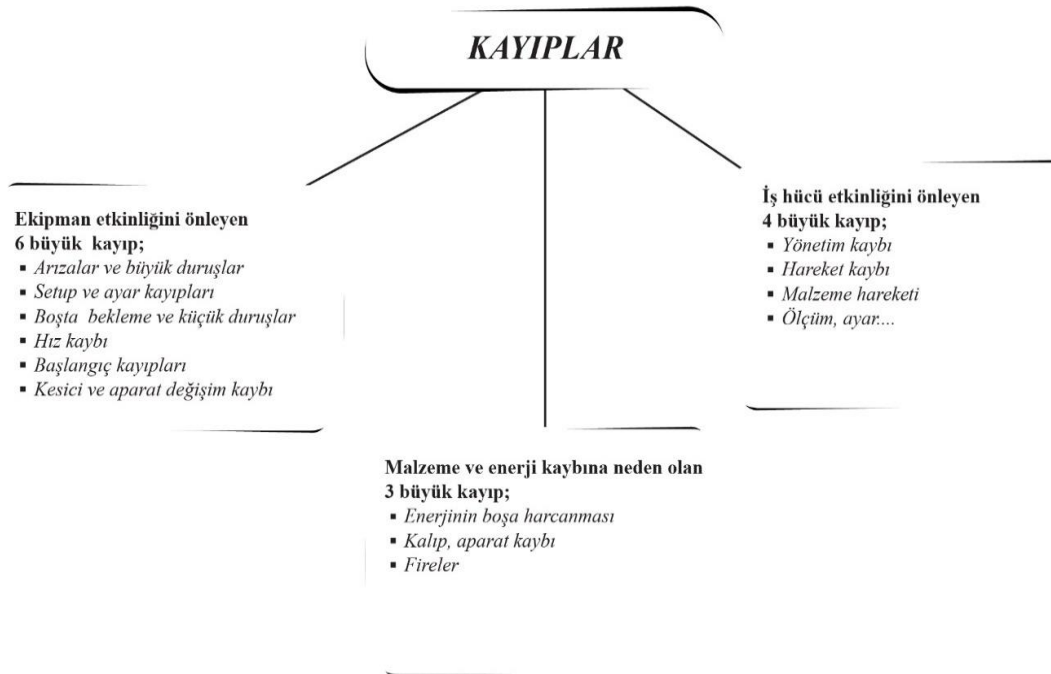 KAYIPLAR
Ekipman etkinliğini önleyen
6 büyük kayıp;
▪ Arızalar ve büyük duruşlar
▪ Setup ve ayar kayıpları
▪ Boşta bekleme ve küçük duruşlar
▪ Hız kaybı
▪ Başlangıç kayıpları
▪ Kesici ve aparat değişim kaybı
Malzeme ve enerji kaybına neden olan
3 büyük kayıp;
▪ Enerjinin boşa harcanması
▪ Kalıp, aparat kaybı
▪ Fireler
İş hücü etkinliğini önleyen
4 büyük kayıp;
▪ Yönetim kaybı
▪ Hareket kaybı
▪ Malzeme hareketi
▪ Ölçüm, ayar....